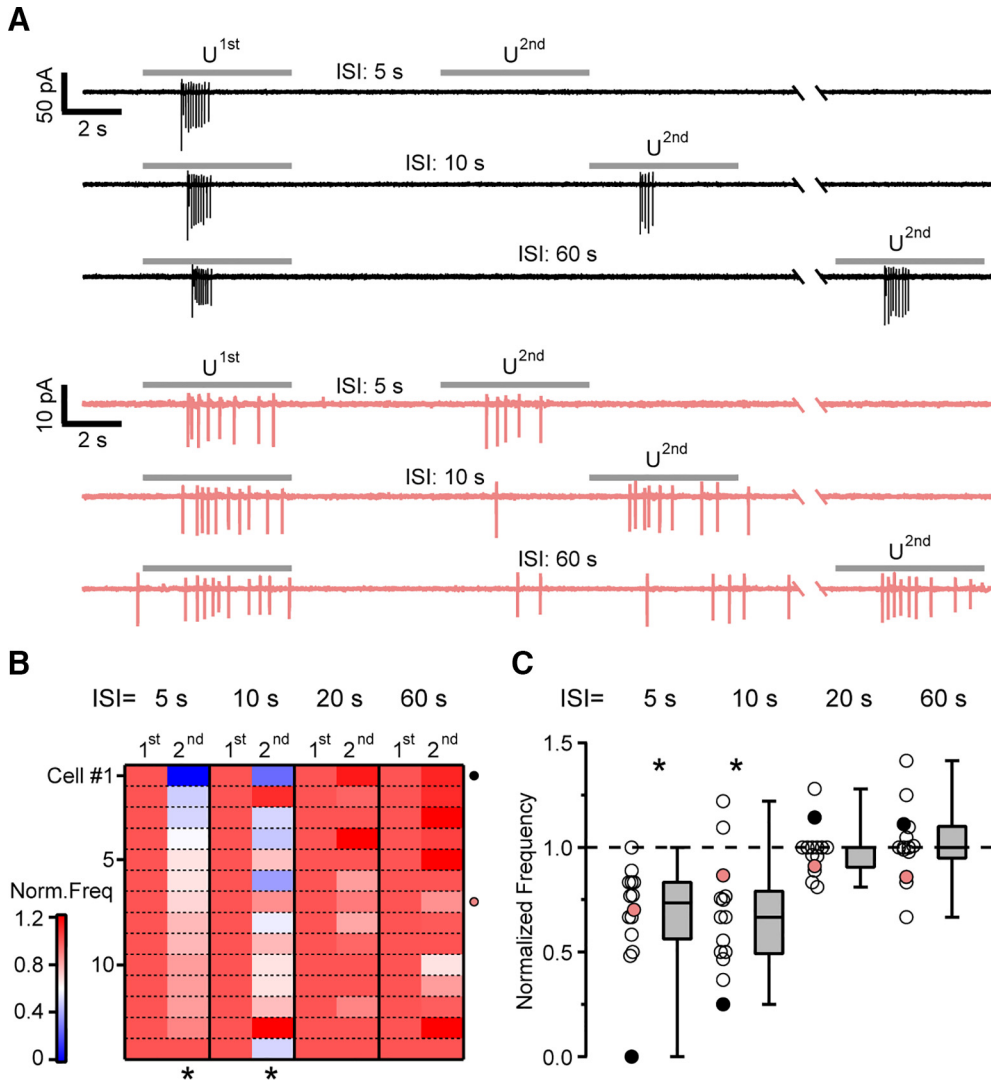 A
U1st
ISI: 5 s
U2nd
50 pA
2 s
ISI: 10 s
U2nd
ISI: 60 s
U2nd
U1st
ISI: 5 s
U2nd
10 pA
2 s
ISI: 10 s
U2nd
ISI: 60 s
U2nd
B
ISI= 5 s 10 s 20 s 60 s
1st 2nd 1st 2nd 1st 2nd 1st 2nd
Cell #1
5
10
Norm.Freq
1.2
0.8
0.4
0
* *
C
ISI= 5 s 10 s 20 s 60 s
* *
Normalized Frequency
1.5
1.0
0.5
0.0